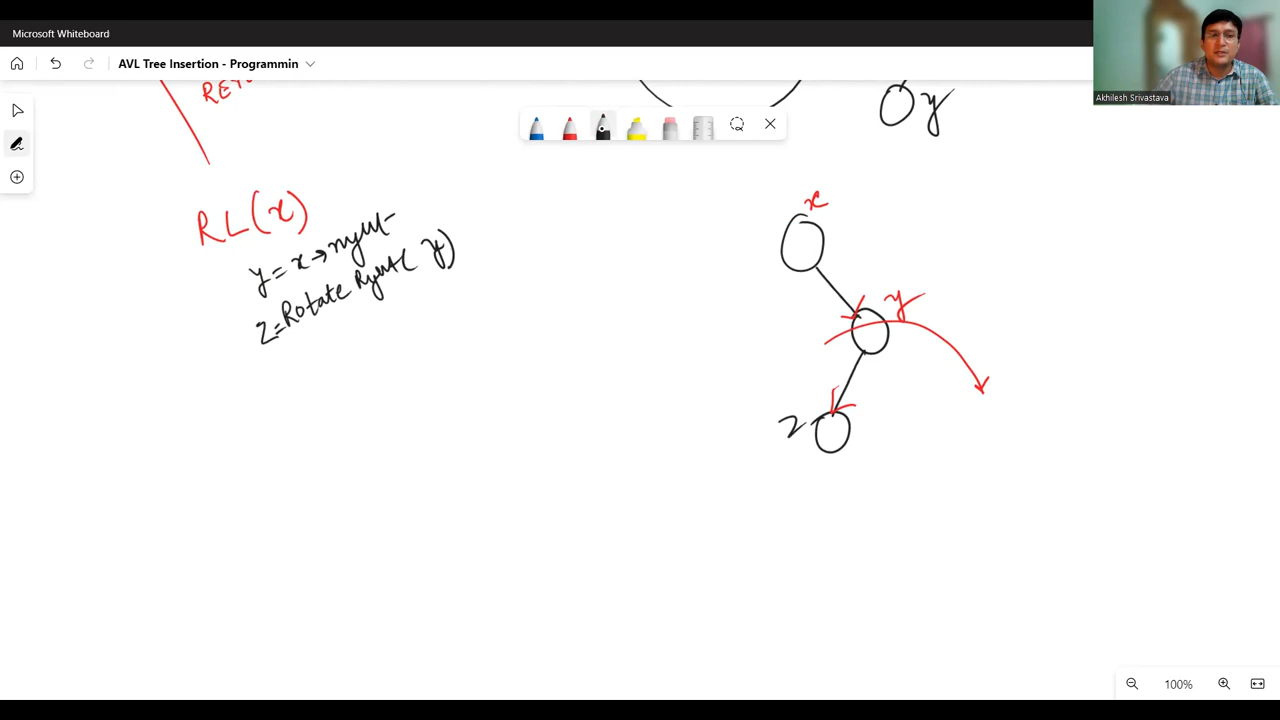 Microsoft Whiteboard
AVL Tree Insertion - Programmin
Akhilesh Srivastava
y
RL(x)
y = x → right
z = Rotate Right( y)
x
y
z
100%